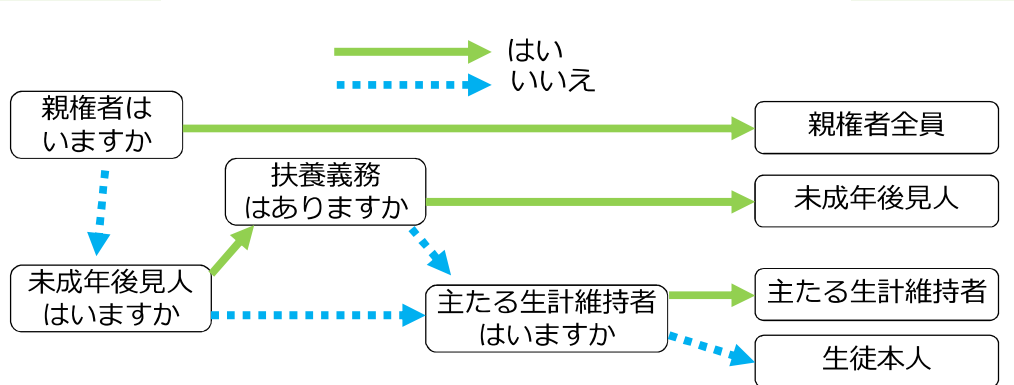 はい
いいえ
親権者は
いますか
親権者全員
扶養義務
はありますか
未成年後見人
未成年後見人
はいますか
主たる生計維持者
はいますか
主たる生計維持者
生徒本人